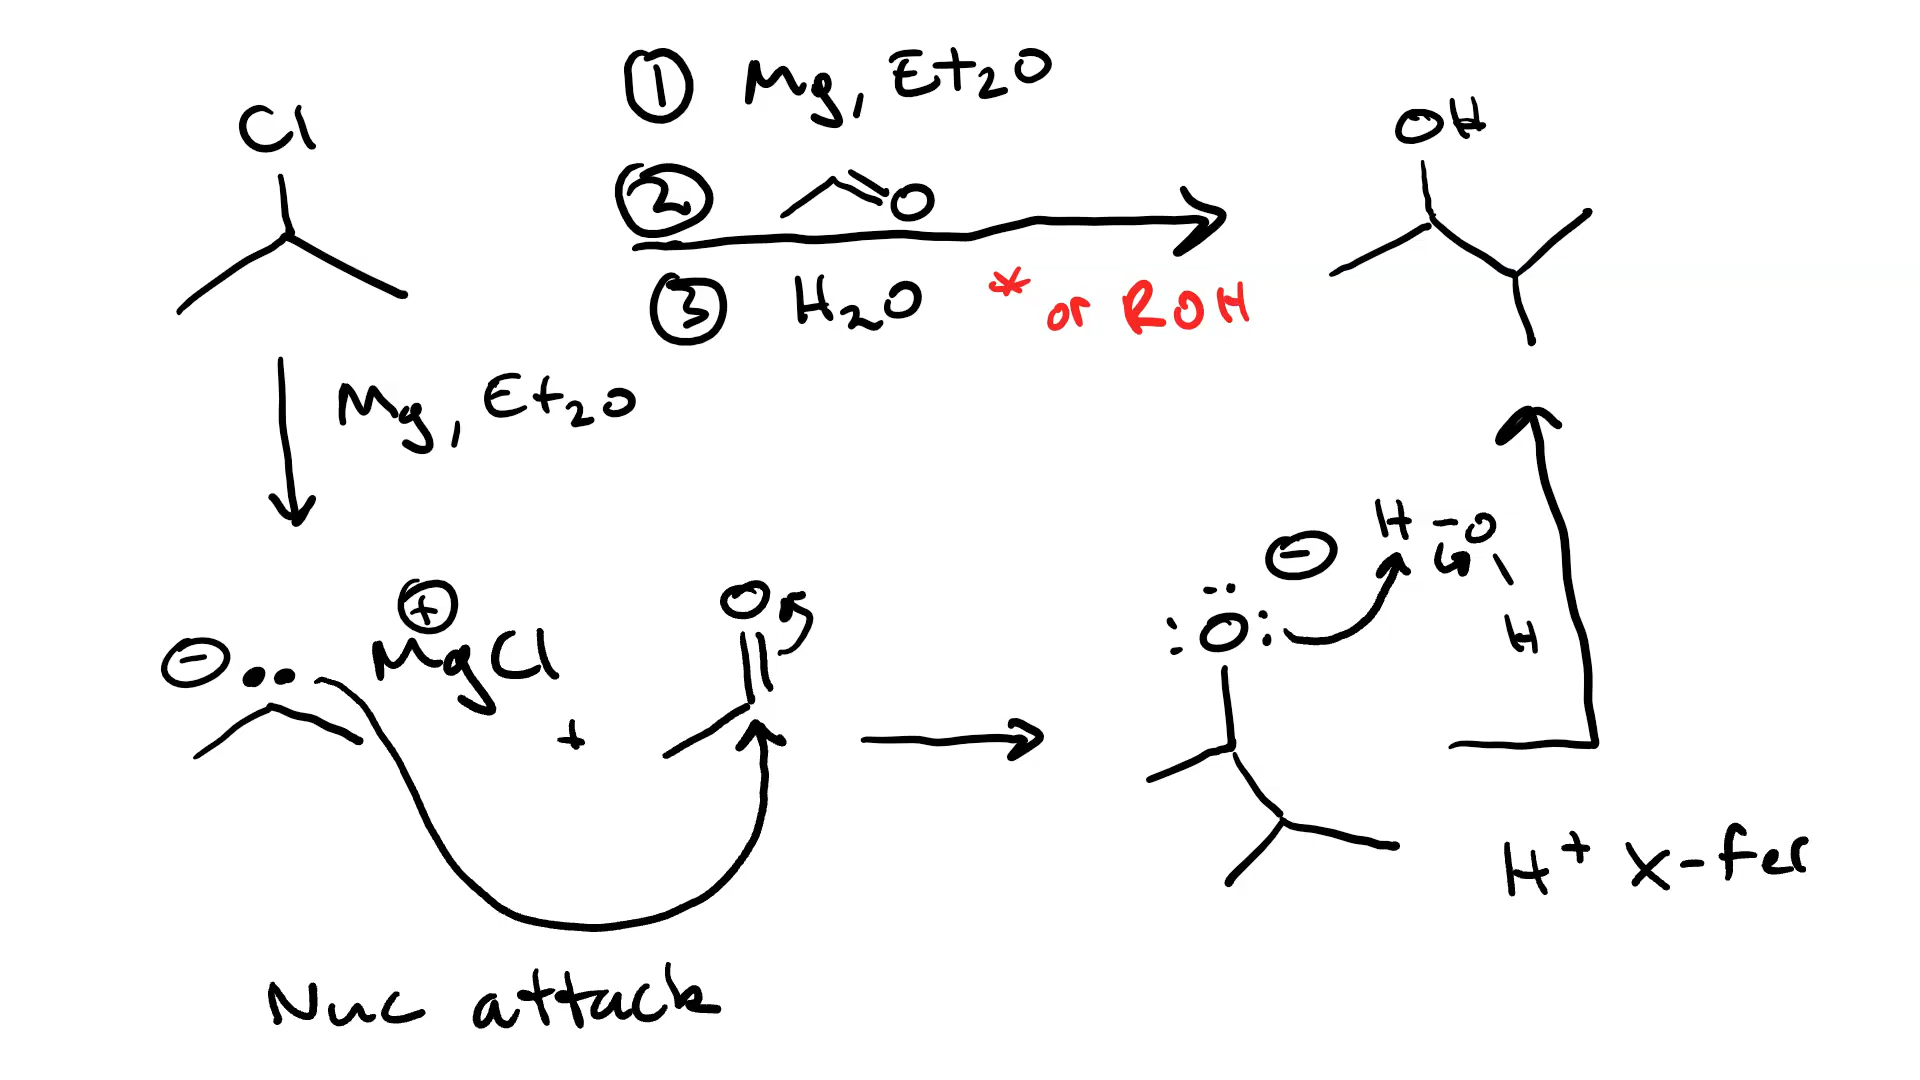 ① Mg, Et₂O
Cl
OH
② O
③ H₂O * or ROH
Mg, Et₂O
H-O
⊖
⊕
O
:Ö:
H
⊖ •• MgCl
+
H⁺ X-fer
Nuc attack